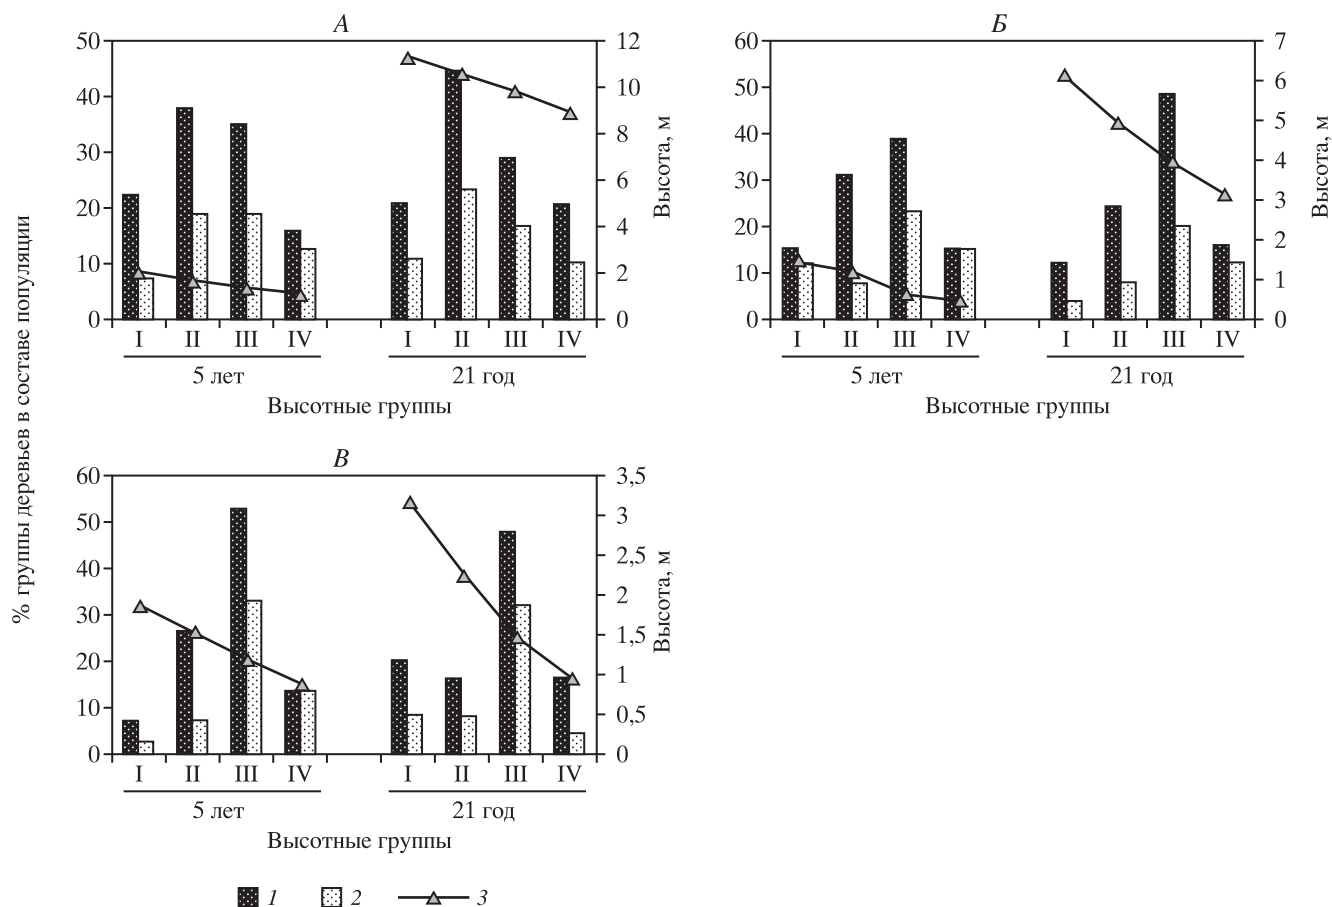 А
50
40
30
20
10
0
12
10
8
6
4
2
0
Высота, м
I II III IV I II III IV
5 лет 21 год
Высотные группы
Б
60
50
40
30
20
10
0
7
6
5
4
3
2
1
0
Высота, м
I II III IV I II III IV
5 лет 21 год
Высотные группы
% группы деревьев в составе популяции
В
60
50
40
30
20
10
0
3,5
3
2,5
2
1,5
1
0,5
0
Высота, м
I II III IV I II III IV
5 лет 21 год
Высотные группы
1 2 3